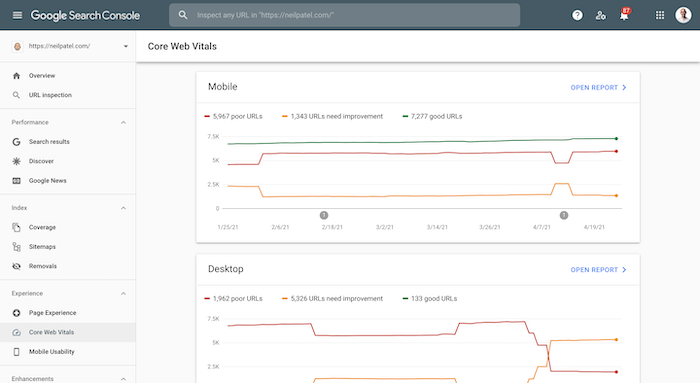 Google Search Console
Inspect any URL in "https://neilpatel.com/"
87
https://neilpatel.com/
Core Web Vitals
Overview
URL inspection
Performance
Search results
Discover
Google News
Index
Coverage
Sitemaps
Removals
Experience
Page Experience
Core Web Vitals
Mobile Usability
Enhancements
Mobile
OPEN REPORT
5,967 poor URLs 1,343 URLs need improvement 7,277 good URLs
7.5K
5K
2.5K
0
1/25/21 2/6/21 2/18/21 3/2/21 3/14/21 3/26/21 4/7/21 4/19/21
Desktop
OPEN REPORT
1,962 poor URLs 5,326 URLs need improvement 133 good URLs
7.5K
5K
2.5K